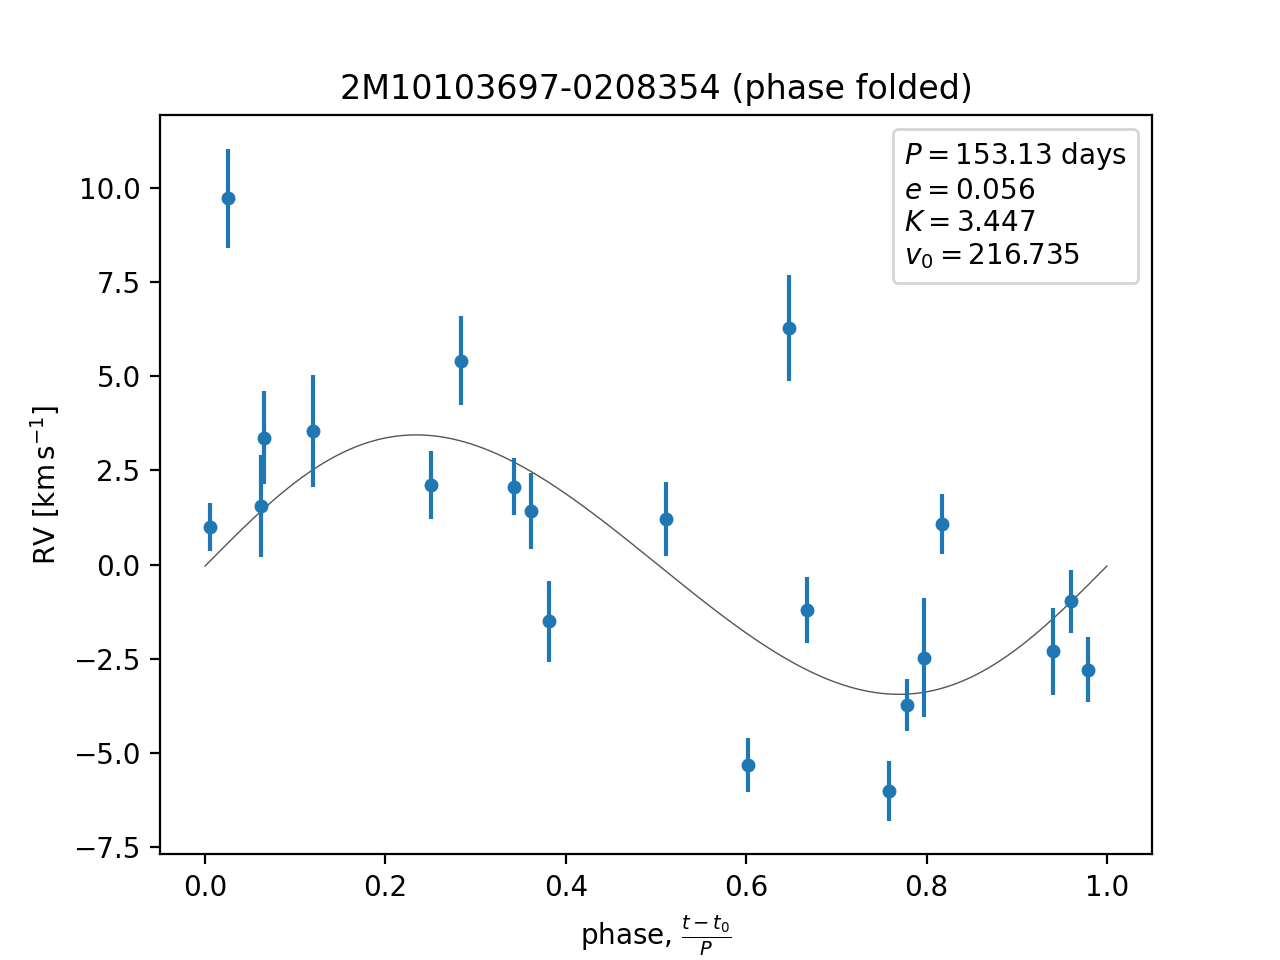 2M10103697-0208354 (phase folded)
P = 153.13 days
e = 0.056
K = 3.447
v₀ = 216.735
10.0
7.5
5.0
2.5
0.0
−2.5
−5.0
−7.5
RV [km s⁻¹]
0.0 0.2 0.4 0.6 0.8 1.0
phase, (t − t₀)/P